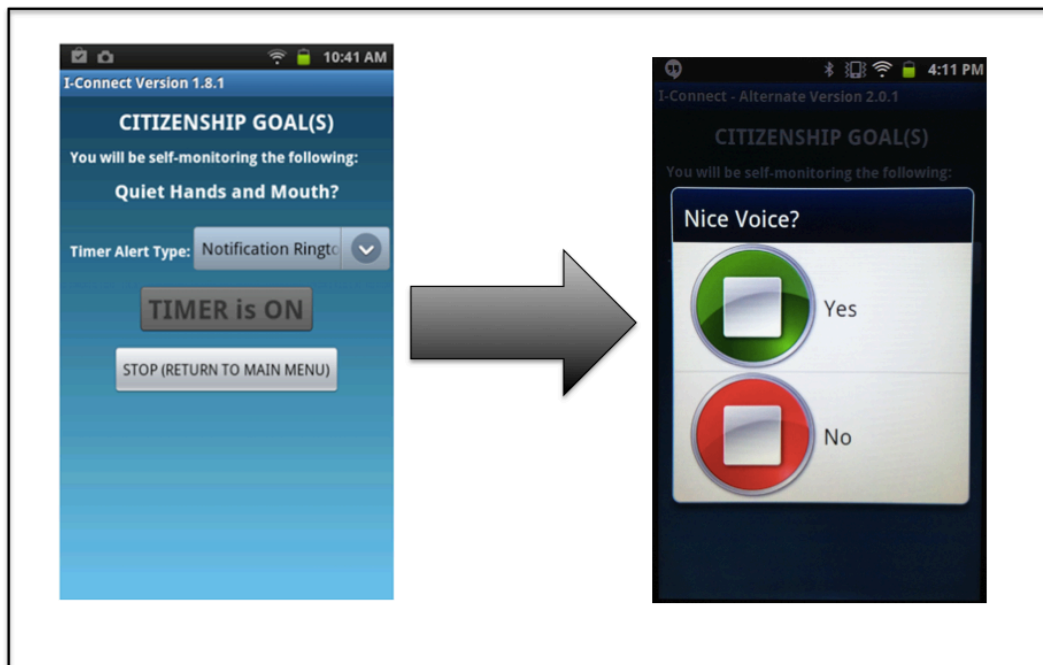 10:41 AM
I-Connect Version 1.8.1
CITIZENSHIP GOAL(S)
You will be self-monitoring the following:
Quiet Hands and Mouth?
Timer Alert Type: Notification Ringto
TIMER is ON
STOP (RETURN TO MAIN MENU)
4:11 PM
I-Connect - Alternate Version 2.0.1
CITIZENSHIP GOAL(S)
You will be self-monitoring the following:
Nice Voice?
Yes
No